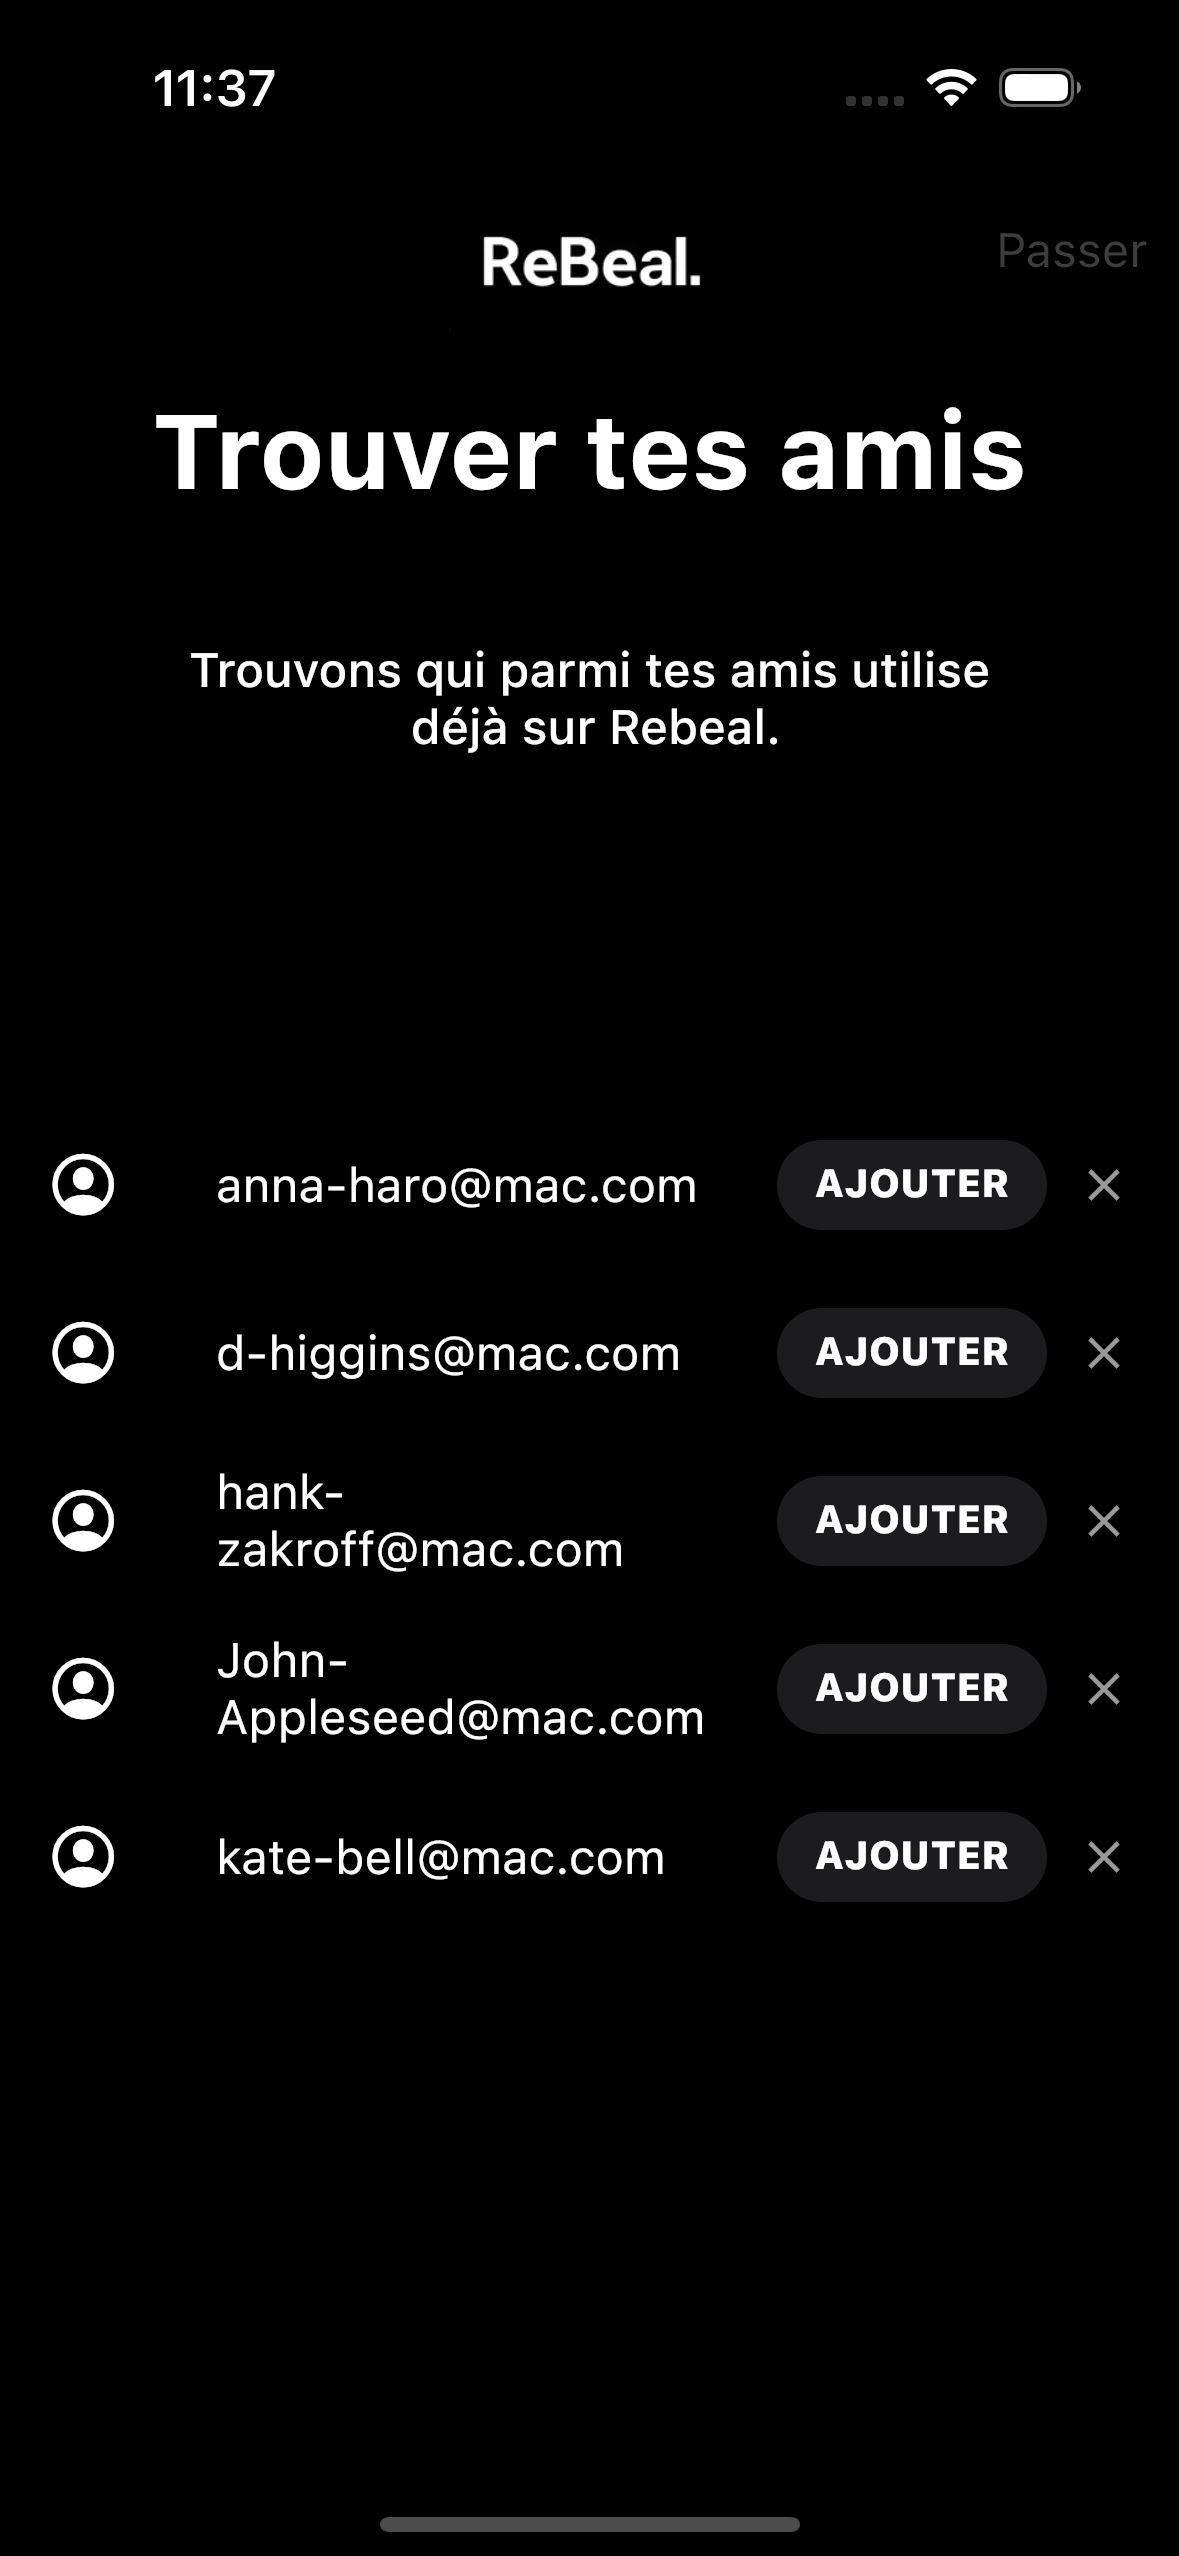 11:37
ReBeal.
Passer
Trouver tes amis
Trouvons qui parmi tes amis utilise
déjà sur Rebeal.
anna-haro@mac.com AJOUTER
d-higgins@mac.com AJOUTER
hank-
zakroff@mac.com AJOUTER
John-
Appleseed@mac.com AJOUTER
kate-bell@mac.com AJOUTER